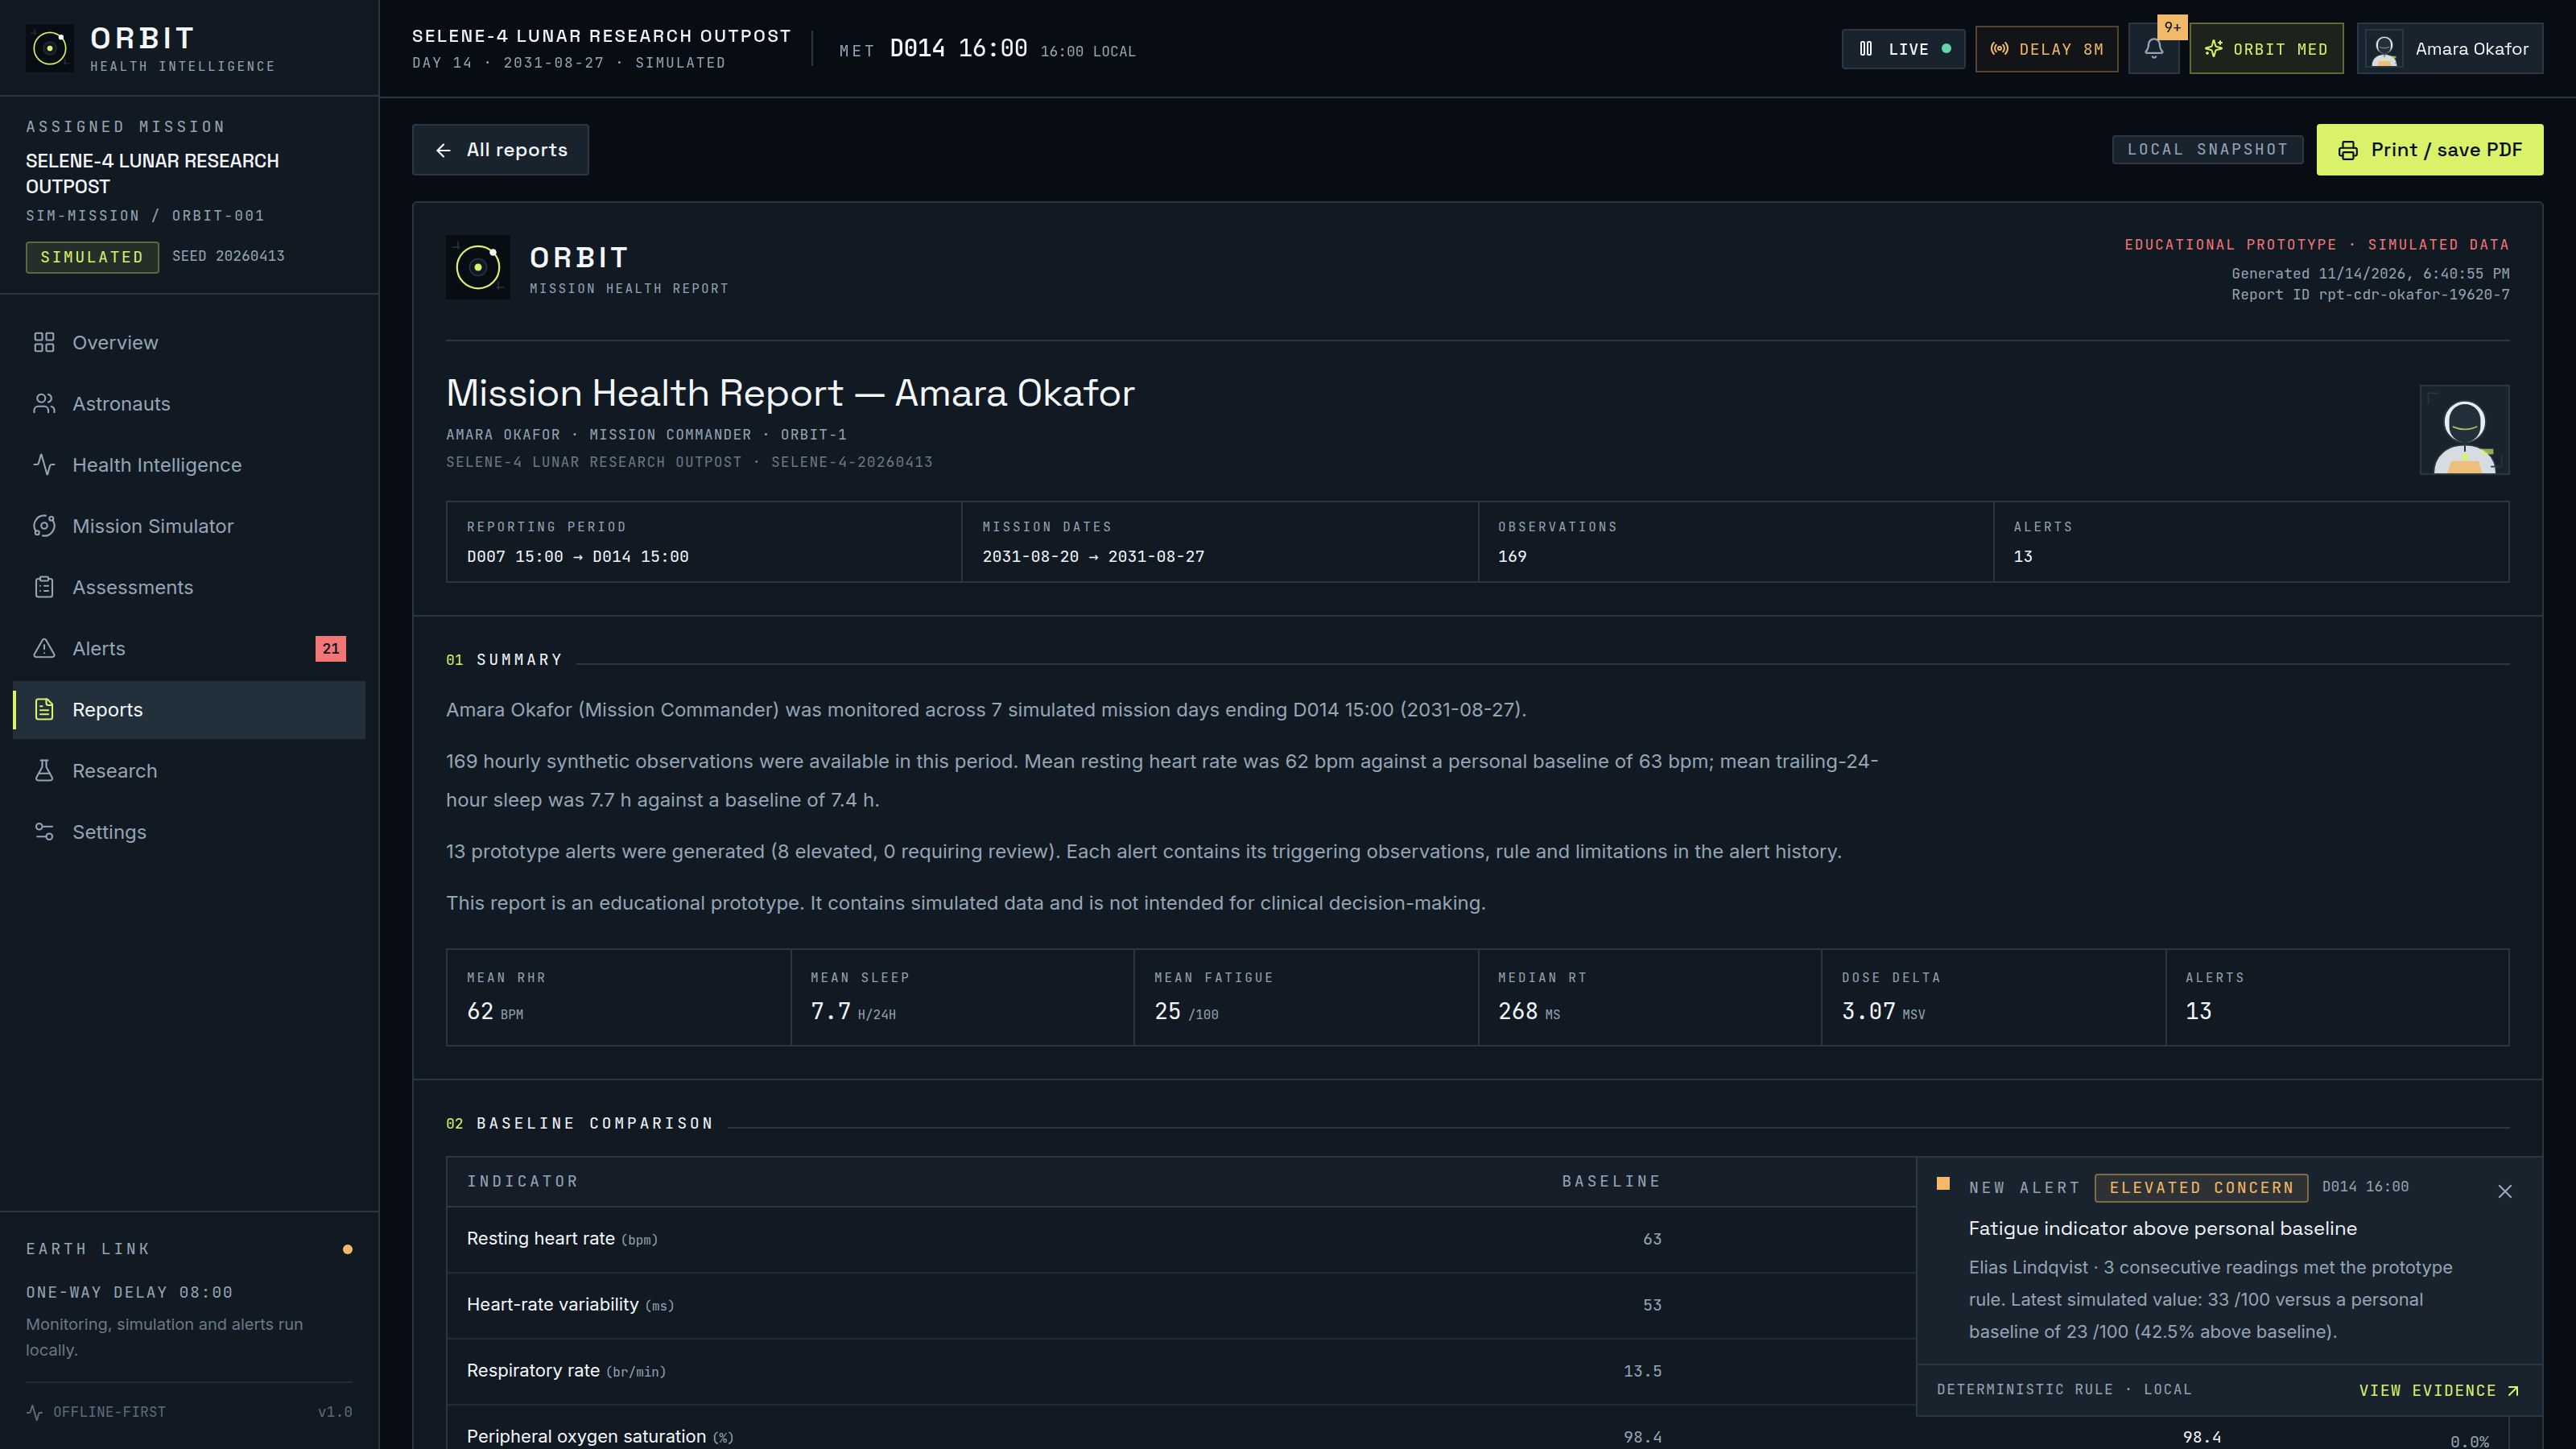 ORBIT
HEALTH INTELLIGENCE
ASSIGNED MISSION
SELENE-4 LUNAR RESEARCH
OUTPOST
SIM-MISSION / ORBIT-001
SIMULATED SEED 20260413
Overview
Astronauts
Health Intelligence
Mission Simulator
Assessments
Alerts 21
Reports
Research
Settings
EARTH LINK
ONE-WAY DELAY 08:00
Monitoring, simulation and alerts run
locally.
OFFLINE-FIRST v1.0
SELENE-4 LUNAR RESEARCH OUTPOST
DAY 14 · 2031-08-27 · SIMULATED
MET D014 16:00 16:00 LOCAL
LIVE
DELAY 8M
9+
ORBIT MED
Amara Okafor
All reports
LOCAL SNAPSHOT
Print / save PDF
ORBIT
MISSION HEALTH REPORT
EDUCATIONAL PROTOTYPE · SIMULATED DATA
Generated 11/14/2026, 6:40:55 PM
Report ID rpt-cdr-okafor-19620-7
Mission Health Report — Amara Okafor
AMARA OKAFOR · MISSION COMMANDER · ORBIT-1
SELENE-4 LUNAR RESEARCH OUTPOST · SELENE-4-20260413
REPORTING PERIOD
D007 15:00 → D014 15:00
MISSION DATES
2031-08-20 → 2031-08-27
OBSERVATIONS
169
ALERTS
13
01 SUMMARY
Amara Okafor (Mission Commander) was monitored across 7 simulated mission days ending D014 15:00 (2031-08-27).
169 hourly synthetic observations were available in this period. Mean resting heart rate was 62 bpm against a personal baseline of 63 bpm; mean trailing-24-
hour sleep was 7.7 h against a baseline of 7.4 h.
13 prototype alerts were generated (8 elevated, 0 requiring review). Each alert contains its triggering observations, rule and limitations in the alert history.
This report is an educational prototype. It contains simulated data and is not intended for clinical decision-making.
MEAN RHR
62 BPM
MEAN SLEEP
7.7 H/24H
MEAN FATIGUE
25 /100
MEDIAN RT
268 MS
DOSE DELTA
3.07 MSV
ALERTS
13
02 BASELINE COMPARISON
INDICATOR BASELINE
Resting heart rate (bpm) 63
Heart-rate variability (ms) 53
Respiratory rate (br/min) 13.5
Peripheral oxygen saturation (%) 98.4 98.4 0.0%
NEW ALERT ELEVATED CONCERN D014 16:00
Fatigue indicator above personal baseline
Elias Lindqvist · 3 consecutive readings met the prototype
rule. Latest simulated value: 33 /100 versus a personal
baseline of 23 /100 (42.5% above baseline).
DETERMINISTIC RULE · LOCAL
VIEW EVIDENCE